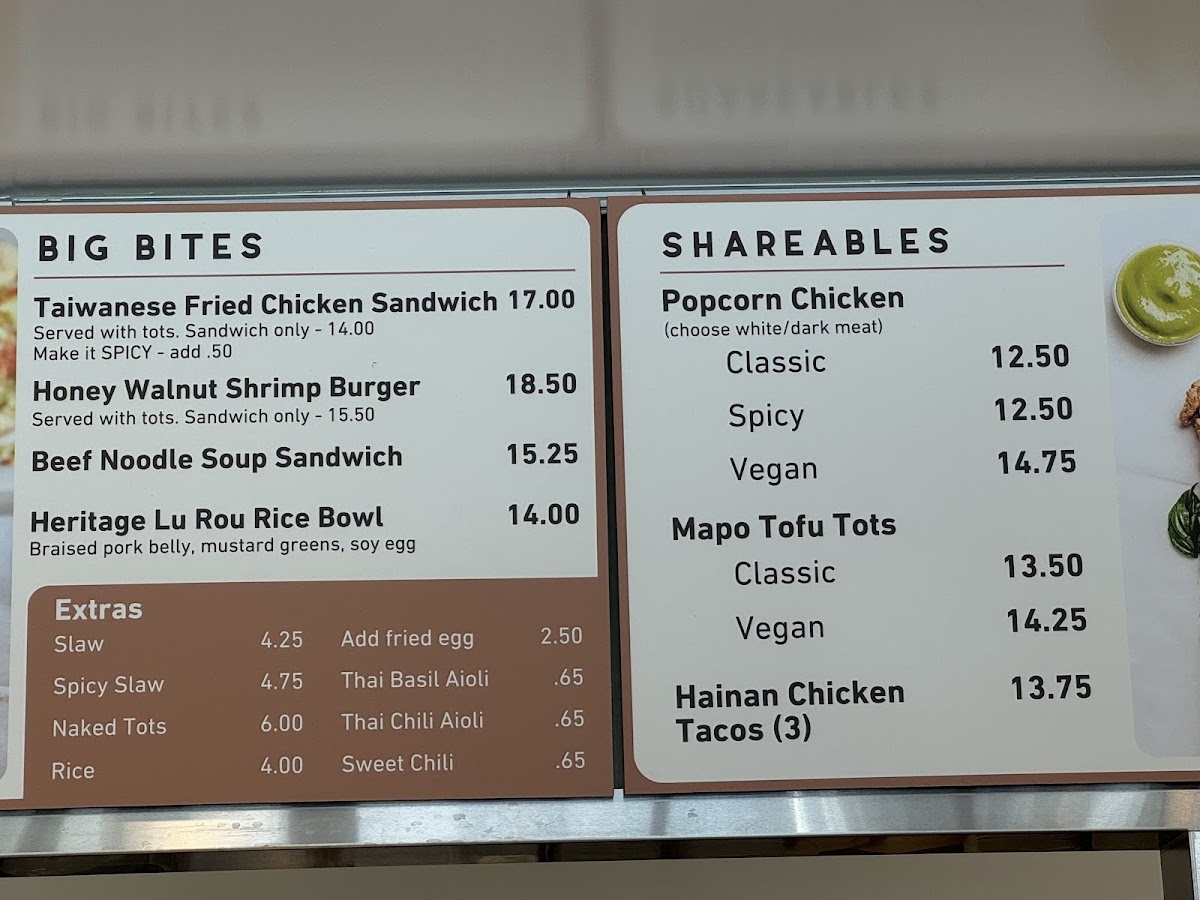 BIG BITES
Taiwanese Fried Chicken Sandwich 17.00
Served with tots. Sandwich only - 14.00
Make it SPICY - add .50
Honey Walnut Shrimp Burger 18.50
Served with tots. Sandwich only - 15.50
Beef Noodle Soup Sandwich 15.25
Heritage Lu Rou Rice Bowl 14.00
Braised pork belly, mustard greens, soy egg
Extras
Slaw 4.25 Add fried egg 2.50
Spicy Slaw 4.75 Thai Basil Aioli .65
Naked Tots 6.00 Thai Chili Aioli .65
Rice 4.00 Sweet Chili .65
SHAREABLES
Popcorn Chicken
(choose white/dark meat)
Classic 12.50
Spicy 12.50
Vegan 14.75
Mapo Tofu Tots
Classic 13.50
Vegan 14.25
Hainan Chicken 13.75
Tacos (3)